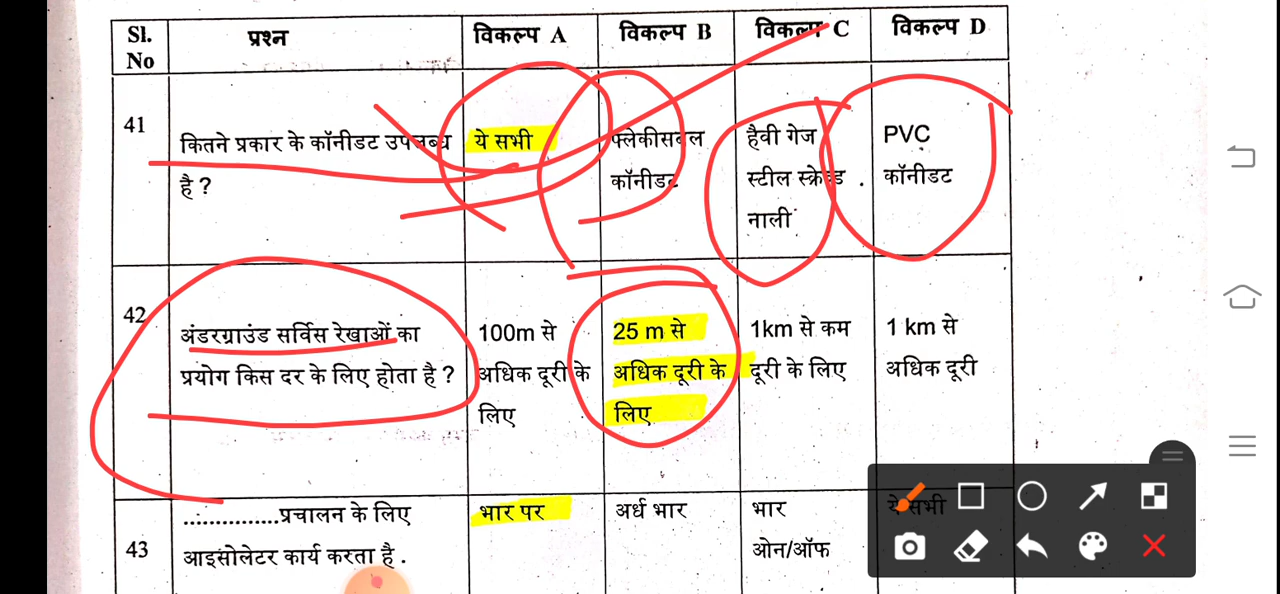 Sl. No प्रश्न विकल्प A विकल्प B विकल्प C विकल्प D
41 कितने प्रकार के कॉनीडट उपलब्ध है ? ये सभी फ्लेकीसबल कॉनीडट हैवी गेज स्टील स्क्रेन्ड नाली PVC कॉनीडट
42 अंडरग्राउंड सर्विस रेखाओं का प्रयोग किस दर के लिए होता है ? 100m से अधिक दूरी के लिए 25 m से अधिक दूरी के लिए 1km से कम दूरी के लिए 1 km से अधिक दूरी
43 ...............प्रचालन के लिए आइसोलेटर कार्य करता है . भार पर अर्ध भार भार ओन/ऑफ ये सभी